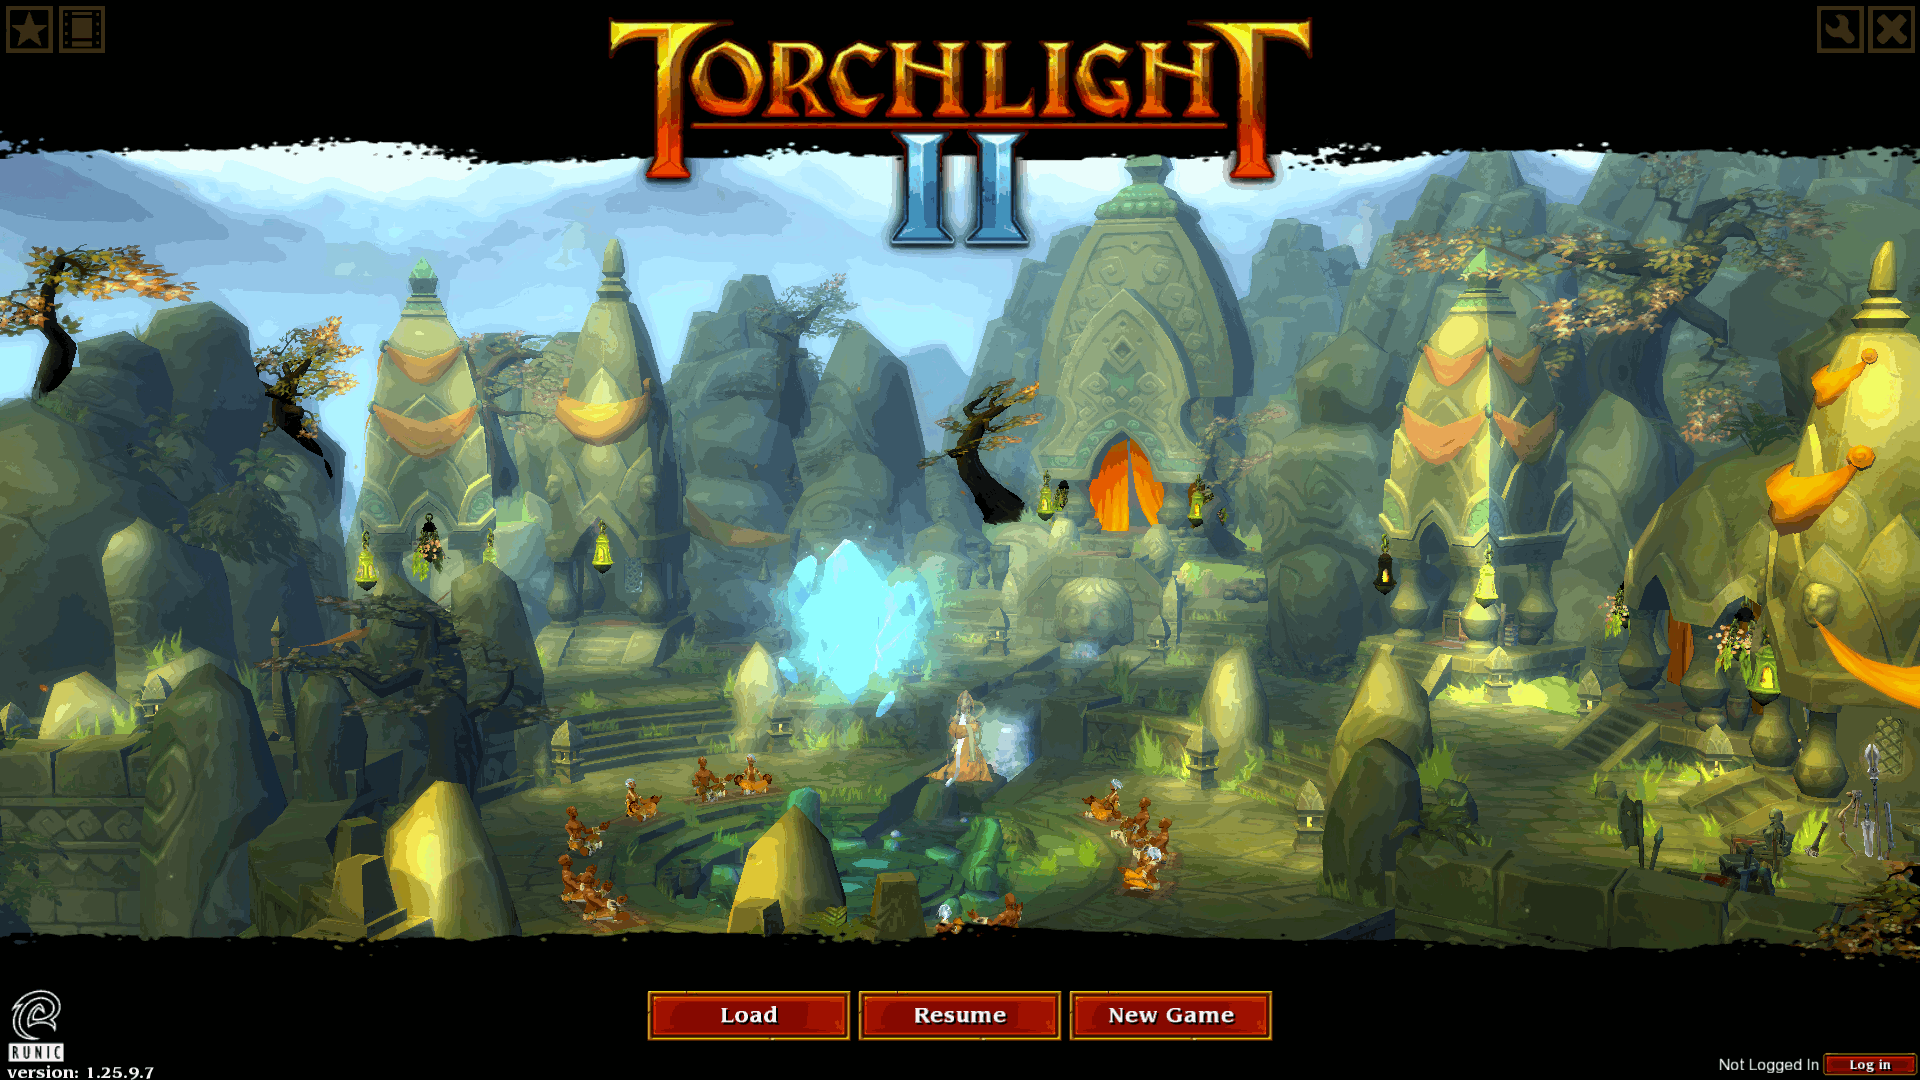 TORCHLIGHT
II
Load
Resume
New Game
RUNIC
version: 1.25.9.7
Not Logged In
Log in